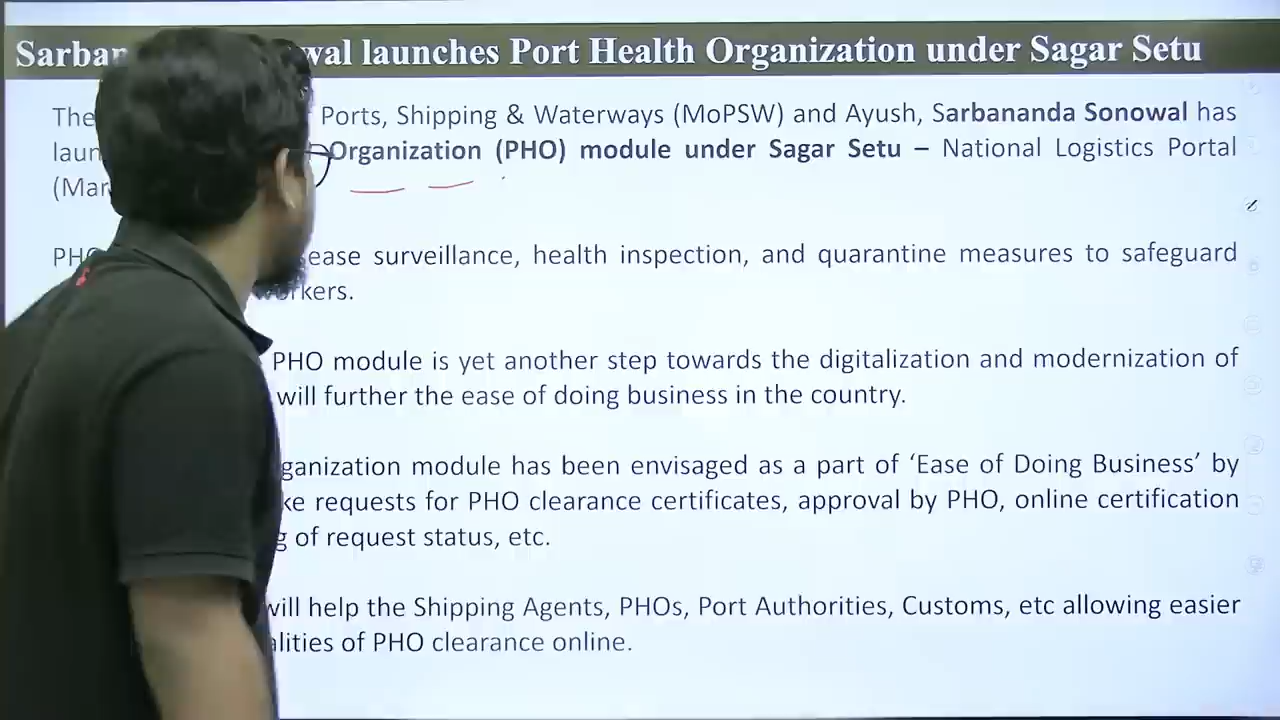 Sarbar wal launches Port Health Organization under Sagar Setu
The Ports, Shipping & Waterways (MoPSW) and Ayush, Sarbananda Sonowal has
laun Organization (PHO) module under Sagar Setu – National Logistics Portal
(Mar
PHO ease surveillance, health inspection, and quarantine measures to safeguard
workers.
PHO module is yet another step towards the digitalization and modernization of
will further the ease of doing business in the country.
ganization module has been envisaged as a part of ‘Ease of Doing Business’ by
ke requests for PHO clearance certificates, approval by PHO, online certification
g of request status, etc.
will help the Shipping Agents, PHOs, Port Authorities, Customs, etc allowing easier
alities of PHO clearance online.